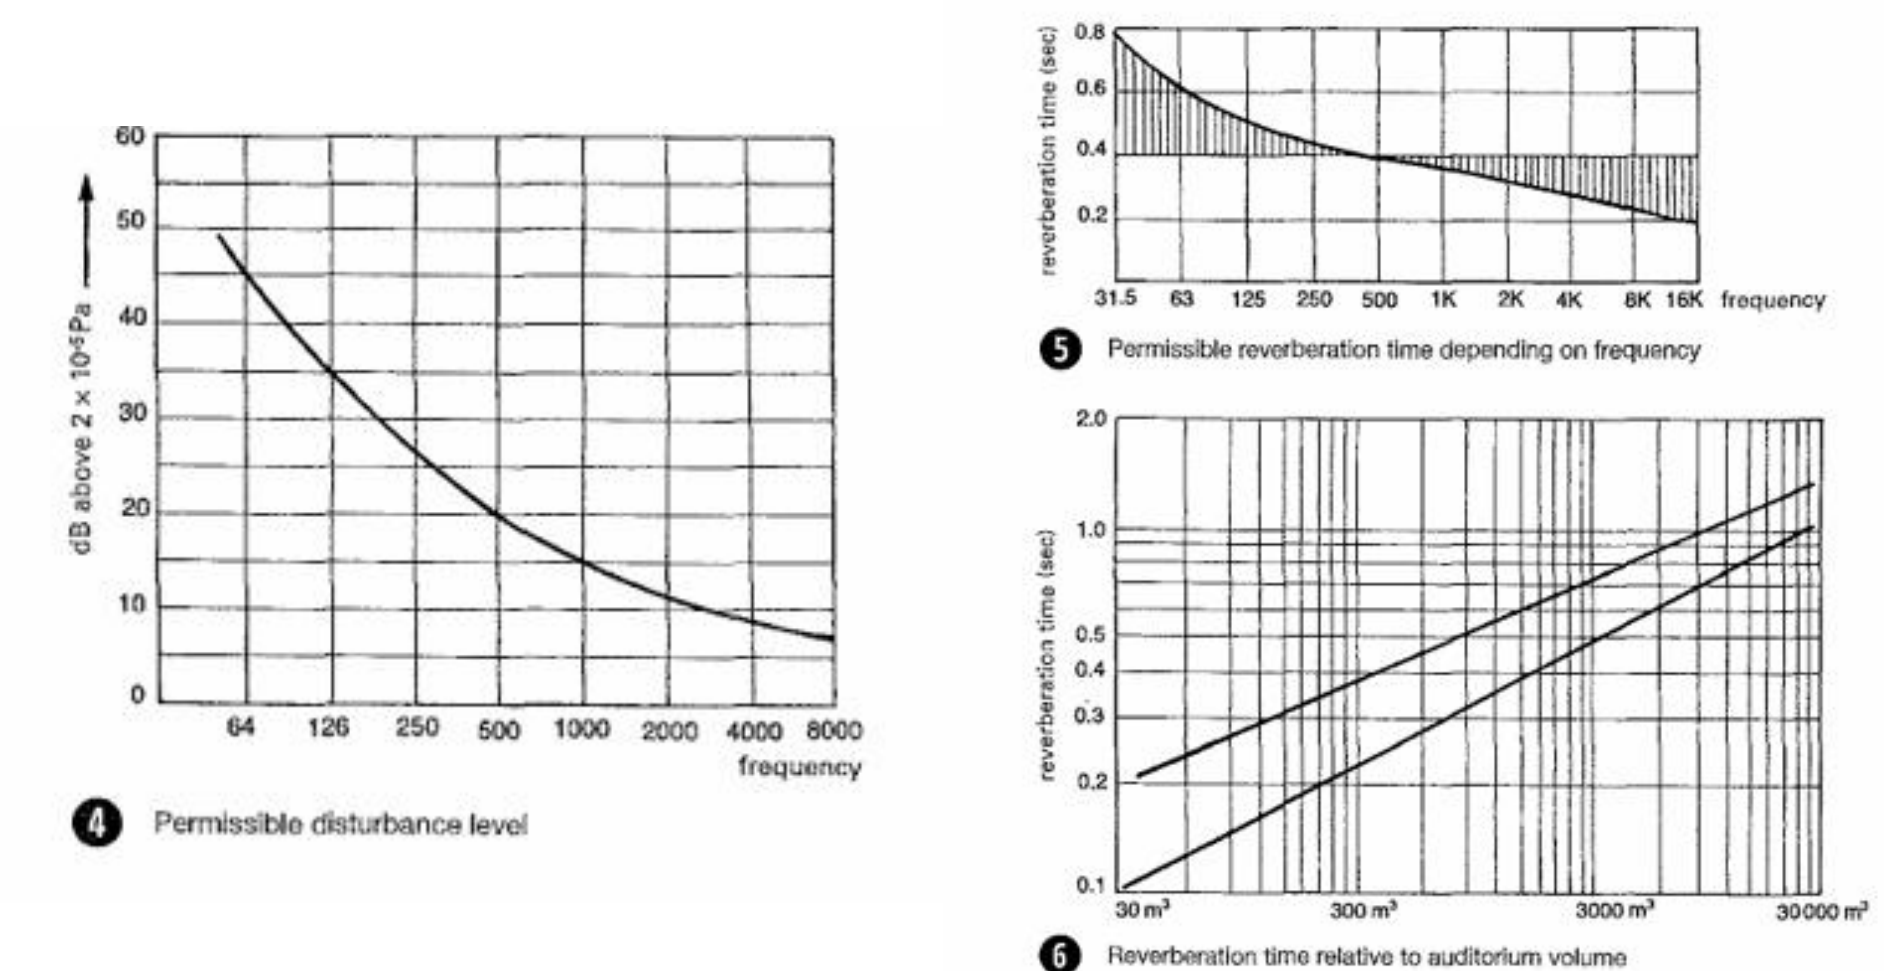 60
50
40
30
20
10
0
dB above 2 × 10⁻⁵Pa
64 126 250 500 1000 2000 4000 8000
frequency
4 Permissible disturbance level
0.8
0.6
0.4
0.2
reverberation time (sec)
31.5 63 125 250 500 1K 2K 4K 8K 16K frequency
5 Permissible reverberation time depending on frequency
2.0
1.0
0.5
0.4
0.3
0.2
0.1
reverberation time (sec)
30 m³ 300 m³ 3000 m³ 30000 m³
6 Reverberation time relative to auditorium volume